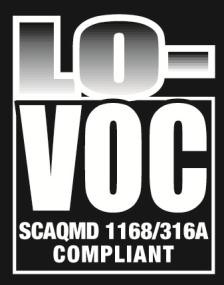 LO-
VOC
SCAQMD 1168/316A
COMPLIANT